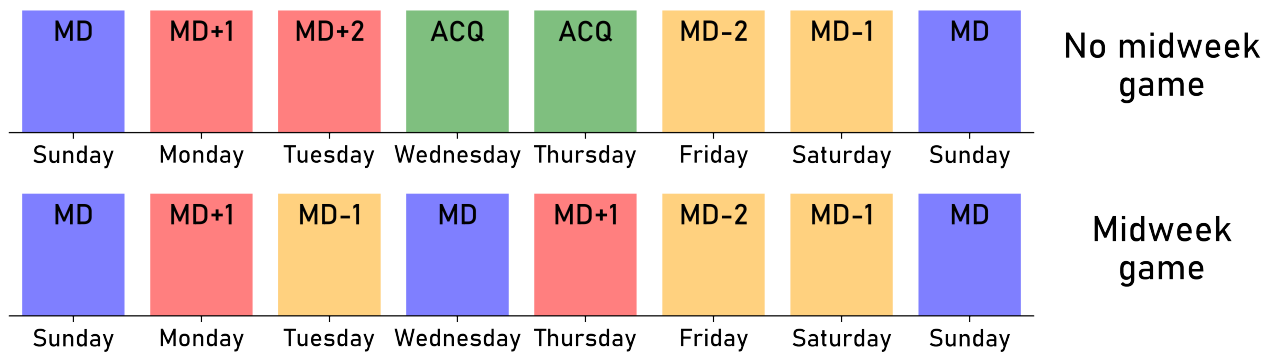 MD MD+1 MD+2 ACQ ACQ MD-2 MD-1 MD
No midweek
game
Sunday Monday Tuesday Wednesday Thursday Friday Saturday Sunday
MD MD+1 MD-1 MD MD+1 MD-2 MD-1 MD
Midweek
game
Sunday Monday Tuesday Wednesday Thursday Friday Saturday Sunday